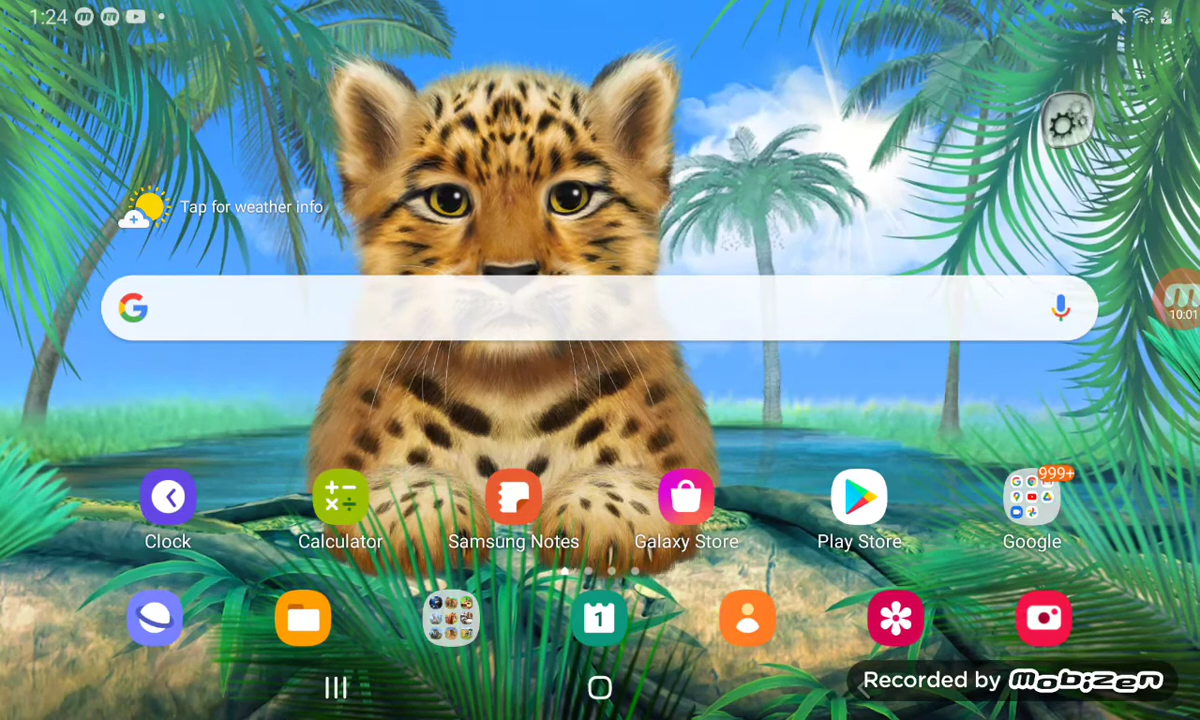 1:24
Tap for weather info
10:01
999+
Clock
Calculator
Samsung Notes
Galaxy Store
Play Store
Google
1
Recorded by mobizen